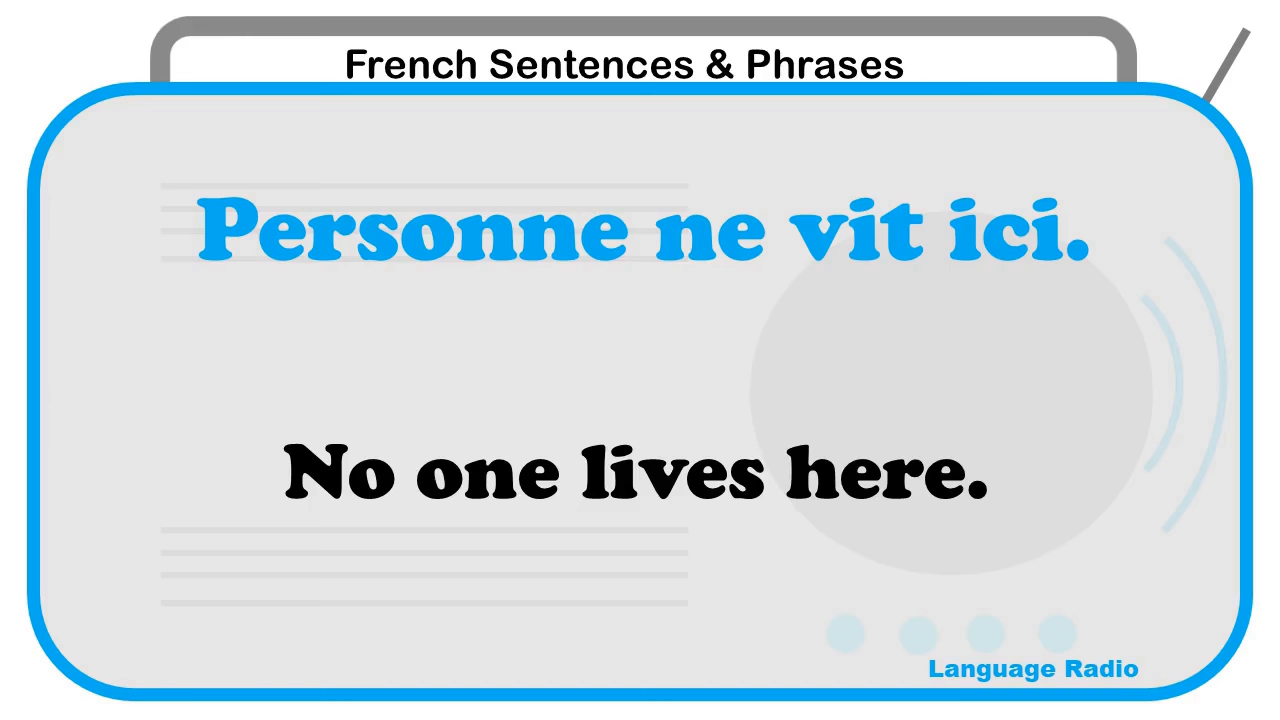 French Sentences & Phrases
Personne ne vit ici.
No one lives here.
Language Radio